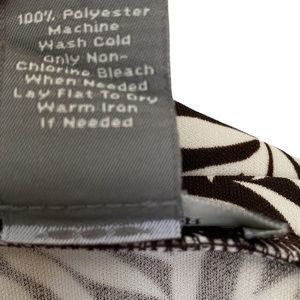 100% Polyester
Machine
Wash Cold
Only Non-
Chlorine Bleach
When Needed
Lay Flat To Dry
Warm Iron
If Needed